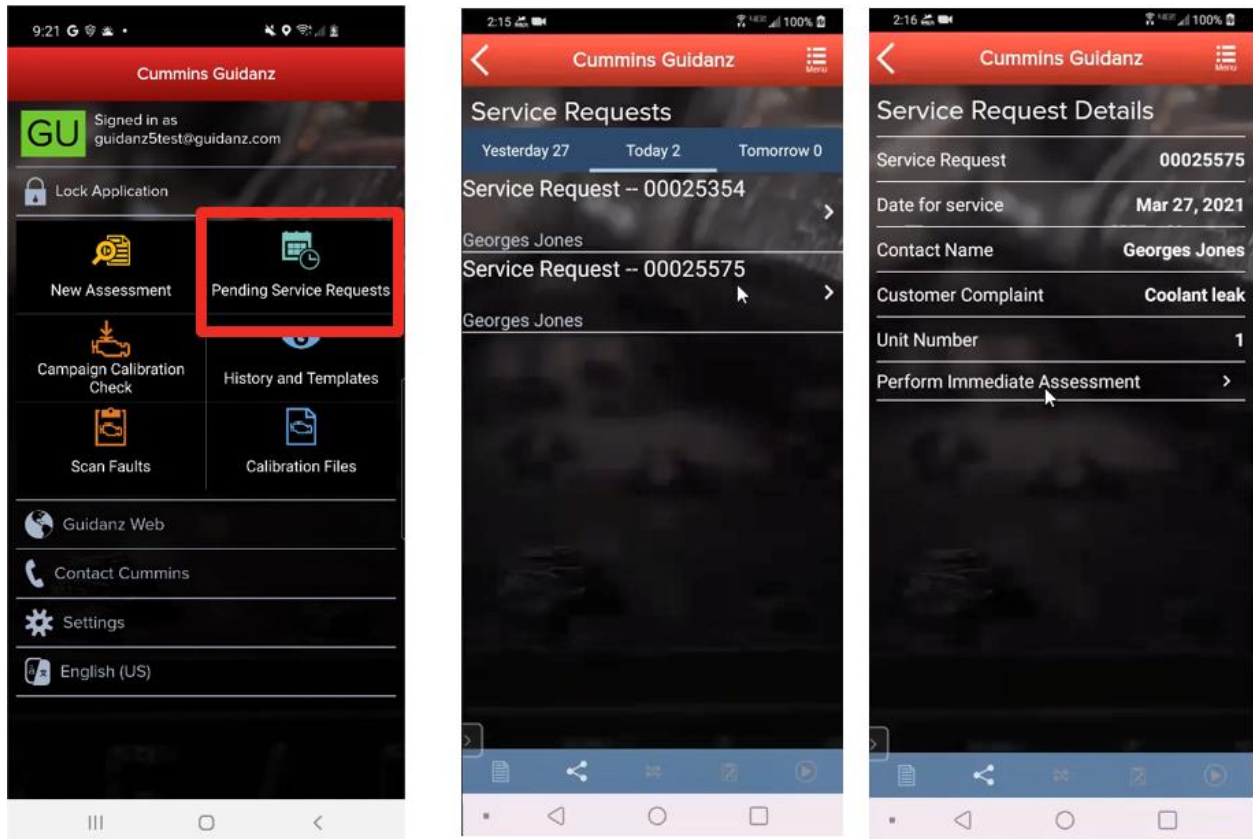 9:21 G
Cummins Guidanz
GU
Signed in as
guidanz5test@guidanz.com
Lock Application
New Assessment
Pending Service Requests
Campaign Calibration
Check
History and Templates
Scan Faults
Calibration Files
Guidanz Web
Contact Cummins
Settings
English (US)
2:15
100%
Cummins Guidanz
Menu
Service Requests
Yesterday 27
Today 2
Tomorrow 0
Service Request -- 00025354
Georges Jones
Service Request -- 00025575
Georges Jones
2:16
100%
Cummins Guidanz
Menu
Service Request Details
Service Request 00025575
Date for service Mar 27, 2021
Contact Name Georges Jones
Customer Complaint Coolant leak
Unit Number 1
Perform Immediate Assessment